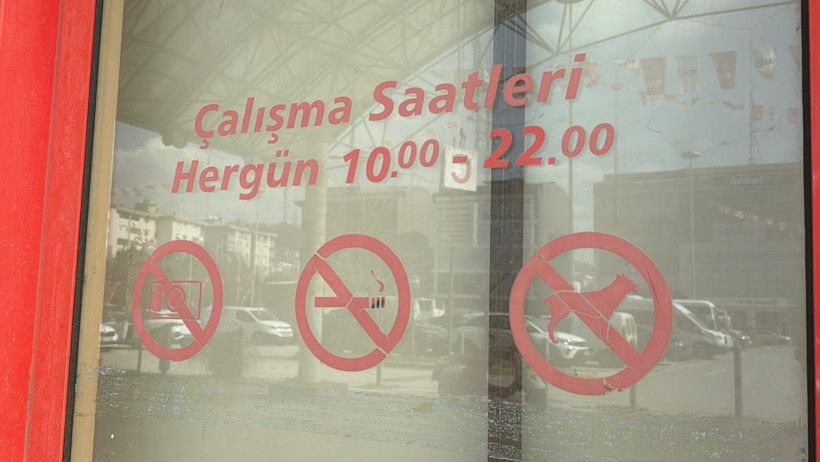 Çalışma Saatleri
Hergün 10.00 - 22.00